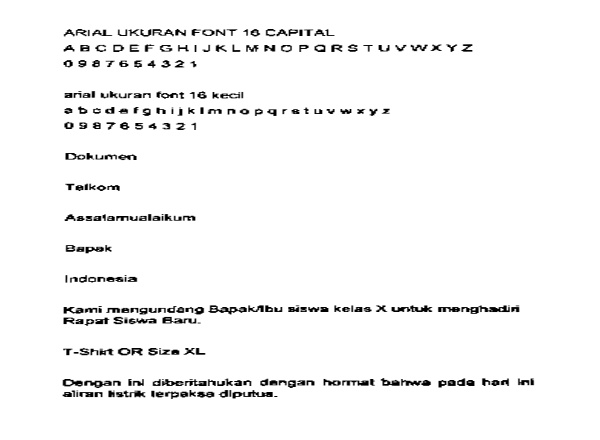 ARIAL UKURAN FONT 16 CAPITAL
A B C D E F G H I J K L M N O P Q R S T U V W X Y Z
0 9 8 7 6 5 4 3 2 1
arial ukuran font 16 kecil
a b c d e f g h i j k l m n o p q r s t u v w x y z
0 9 8 7 6 5 4 3 2 1
Dokumen
Telkom
Assalamualaikum
Bapak
Indonesia
Kami mengundang Bapak/Ibu siswa kelas X untuk menghadiri
Rapat Siswa Baru.
T-Shirt OR Size XL
Dengan ini diberitahukan dengan hormat bahwa pada hari ini
aliran listrik terpaksa diputus.